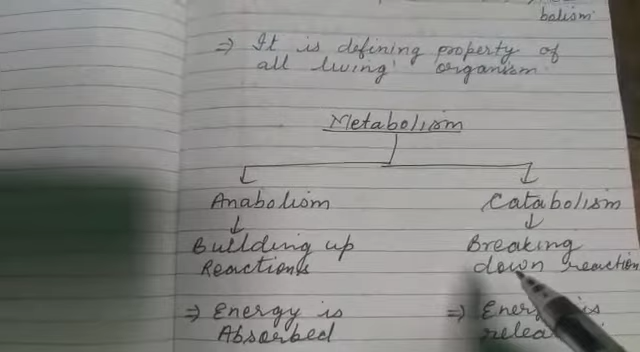 balism
⇒ It is defining property of
all living organism
Metabolism
Anabolism Catabolism
Building up Breaking
Reactions down reaction
⇒ Energy is ⇒
Absorbed